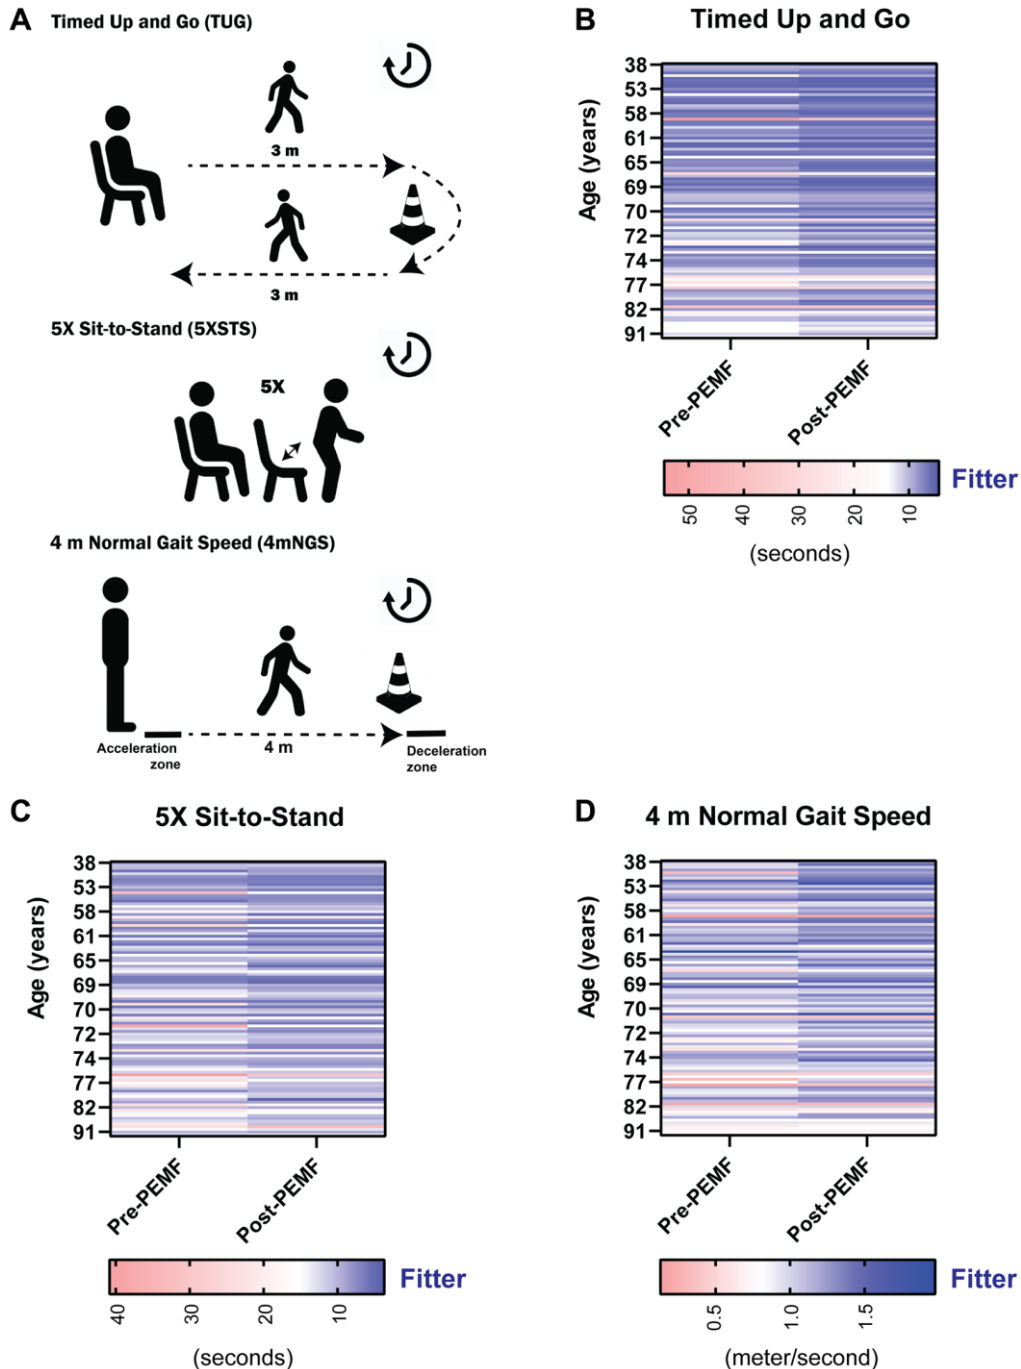 A Timed Up and Go (TUG)
3 m
3 m
5X Sit-to-Stand (5XSTS)
5X
4 m Normal Gait Speed (4mNGS)
Acceleration
zone
4 m
Deceleration
zone
B Timed Up and Go
Age (years)
38
53
58
61
65
69
70
72
74
77
82
91
Pre-PEMF
Post-PEMF
Fitter
50 40 30 20 10
(seconds)
C 5X Sit-to-Stand
Age (years)
38
53
58
61
65
69
70
72
74
77
82
91
Pre-PEMF
Post-PEMF
Fitter
40 30 20 10
(seconds)
D 4 m Normal Gait Speed
Age (years)
38
53
58
61
65
69
70
72
74
77
82
91
Pre-PEMF
Post-PEMF
Fitter
0.5 1.0 1.5
(meter/second)